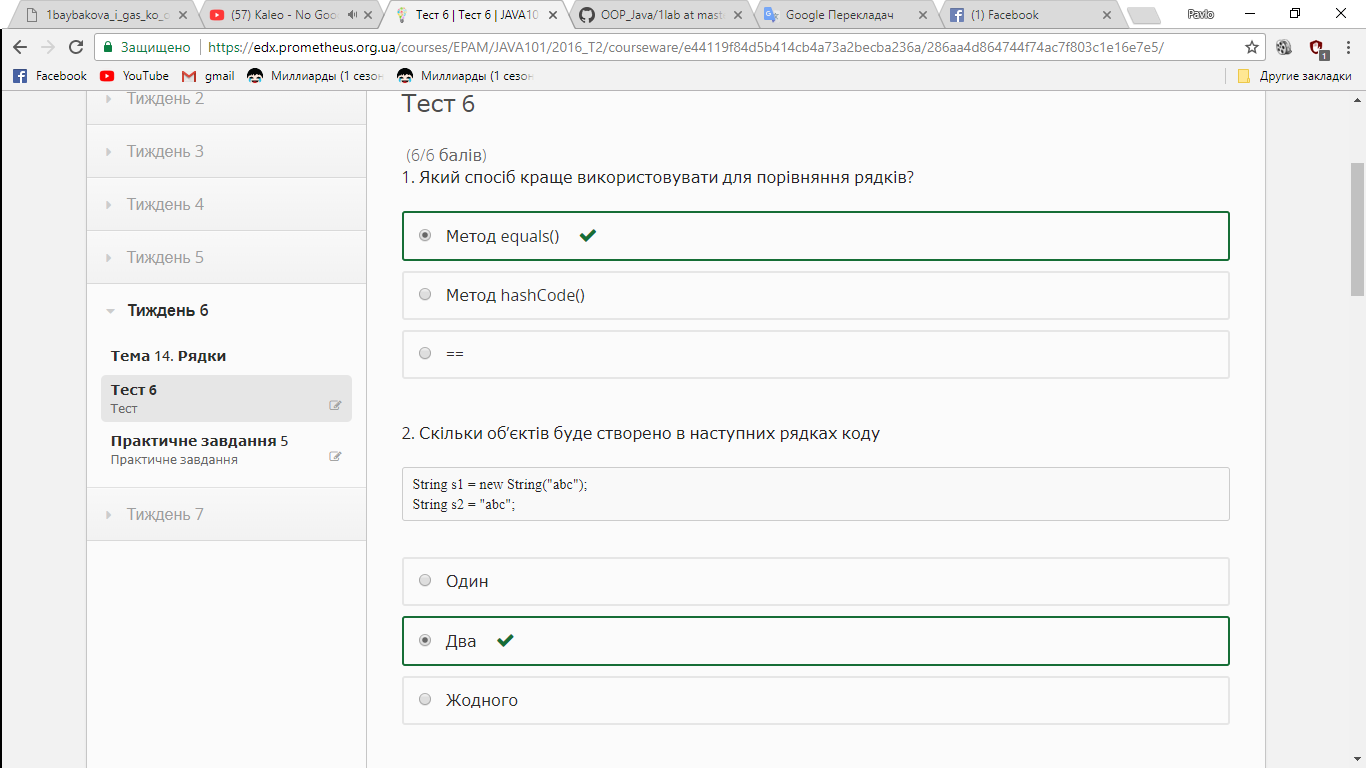 1baybakova_i_gas_ko_o
(57) Kaleo - No Goo
Тест 6 | Тест 6 | JAVA10
OOP_Java/1lab at mast
Google Перекладач
(1) Facebook
Pavlo
Защищено
https://edx.prometheus.org.ua/courses/EPAM/JAVA101/2016_T2/courseware/e44119f84d5b414cb4a73a2becba236a/286aa4d864744f74ac7f803c1e16e7e5/
1
Facebook
YouTube
gmail
Миллиарды (1 сезон
Миллиарды (1 сезон
Другие закладки
Тиждень 2
Тиждень 3
Тиждень 4
Тиждень 5
Тиждень 6
Тема 14. Рядки
Тест 6
Тест
Практичне завдання 5
Практичне завдання
Тиждень 7
Тест 6
(6/6 балів)
1. Який спосіб краще використовувати для порівняння рядків?
Метод equals()
Метод hashCode()
==
2. Скільки об’єктів буде створено в наступних рядках коду
String s1 = new String("abc");
String s2 = "abc";
Один
Два
Жодного